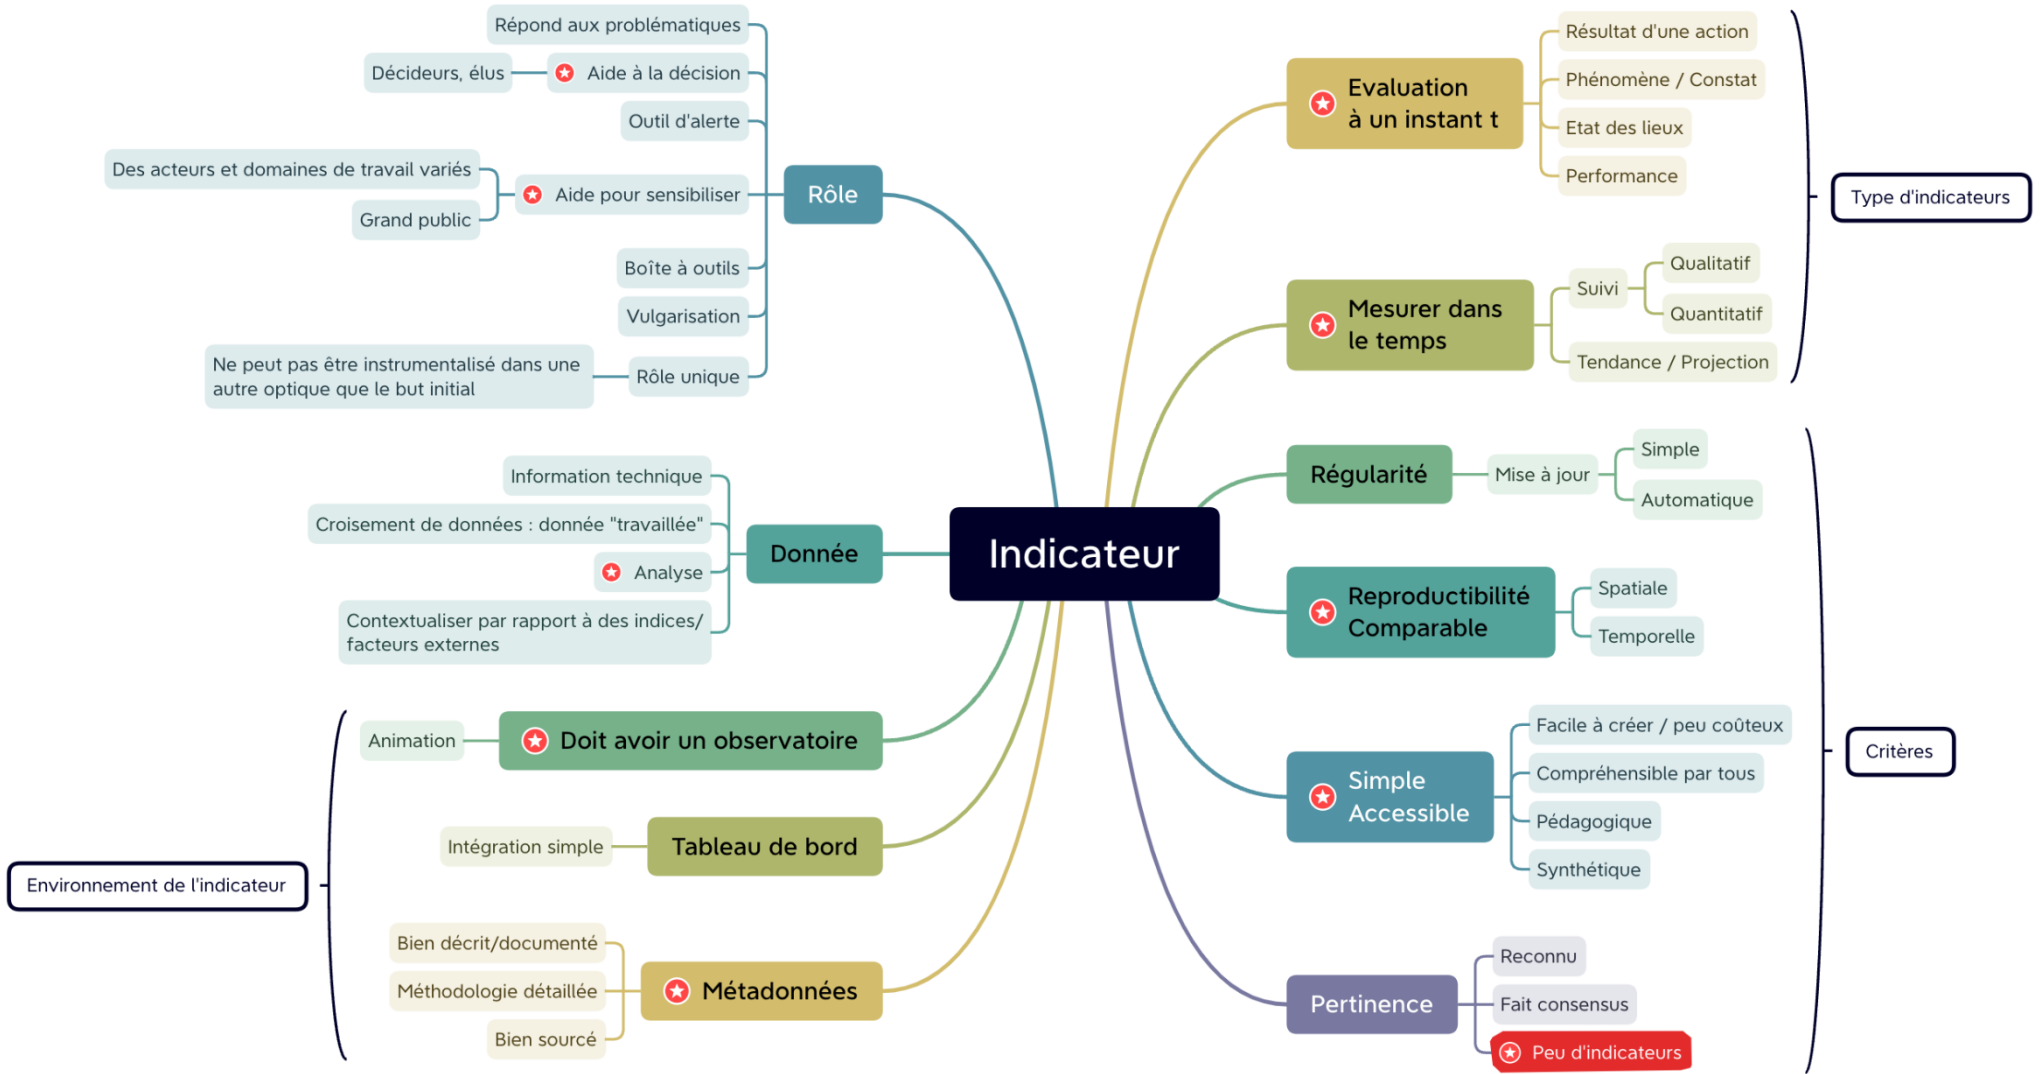 Indicateur
Rôle
Répond aux problématiques
Aide à la décision
Décideurs, élus
Outil d'alerte
Aide pour sensibiliser
Des acteurs et domaines de travail variés
Grand public
Boîte à outils
Vulgarisation
Rôle unique
Ne peut pas être instrumentalisé dans une
autre optique que le but initial
Donnée
Information technique
Croisement de données : donnée "travaillée"
Analyse
Contextualiser par rapport à des indices/
facteurs externes
Environnement de l'indicateur
Doit avoir un observatoire
Animation
Tableau de bord
Intégration simple
Métadonnées
Bien décrit/documenté
Méthodologie détaillée
Bien sourcé
Type d'indicateurs
Evaluation
à un instant t
Résultat d'une action
Phénomène / Constat
Etat des lieux
Performance
Mesurer dans
le temps
Suivi
Qualitatif
Quantitatif
Tendance / Projection
Critères
Régularité
Mise à jour
Simple
Automatique
Reproductibilité
Comparable
Spatiale
Temporelle
Simple
Accessible
Facile à créer / peu coûteux
Compréhensible par tous
Pédagogique
Synthétique
Pertinence
Reconnu
Fait consensus
Peu d'indicateurs